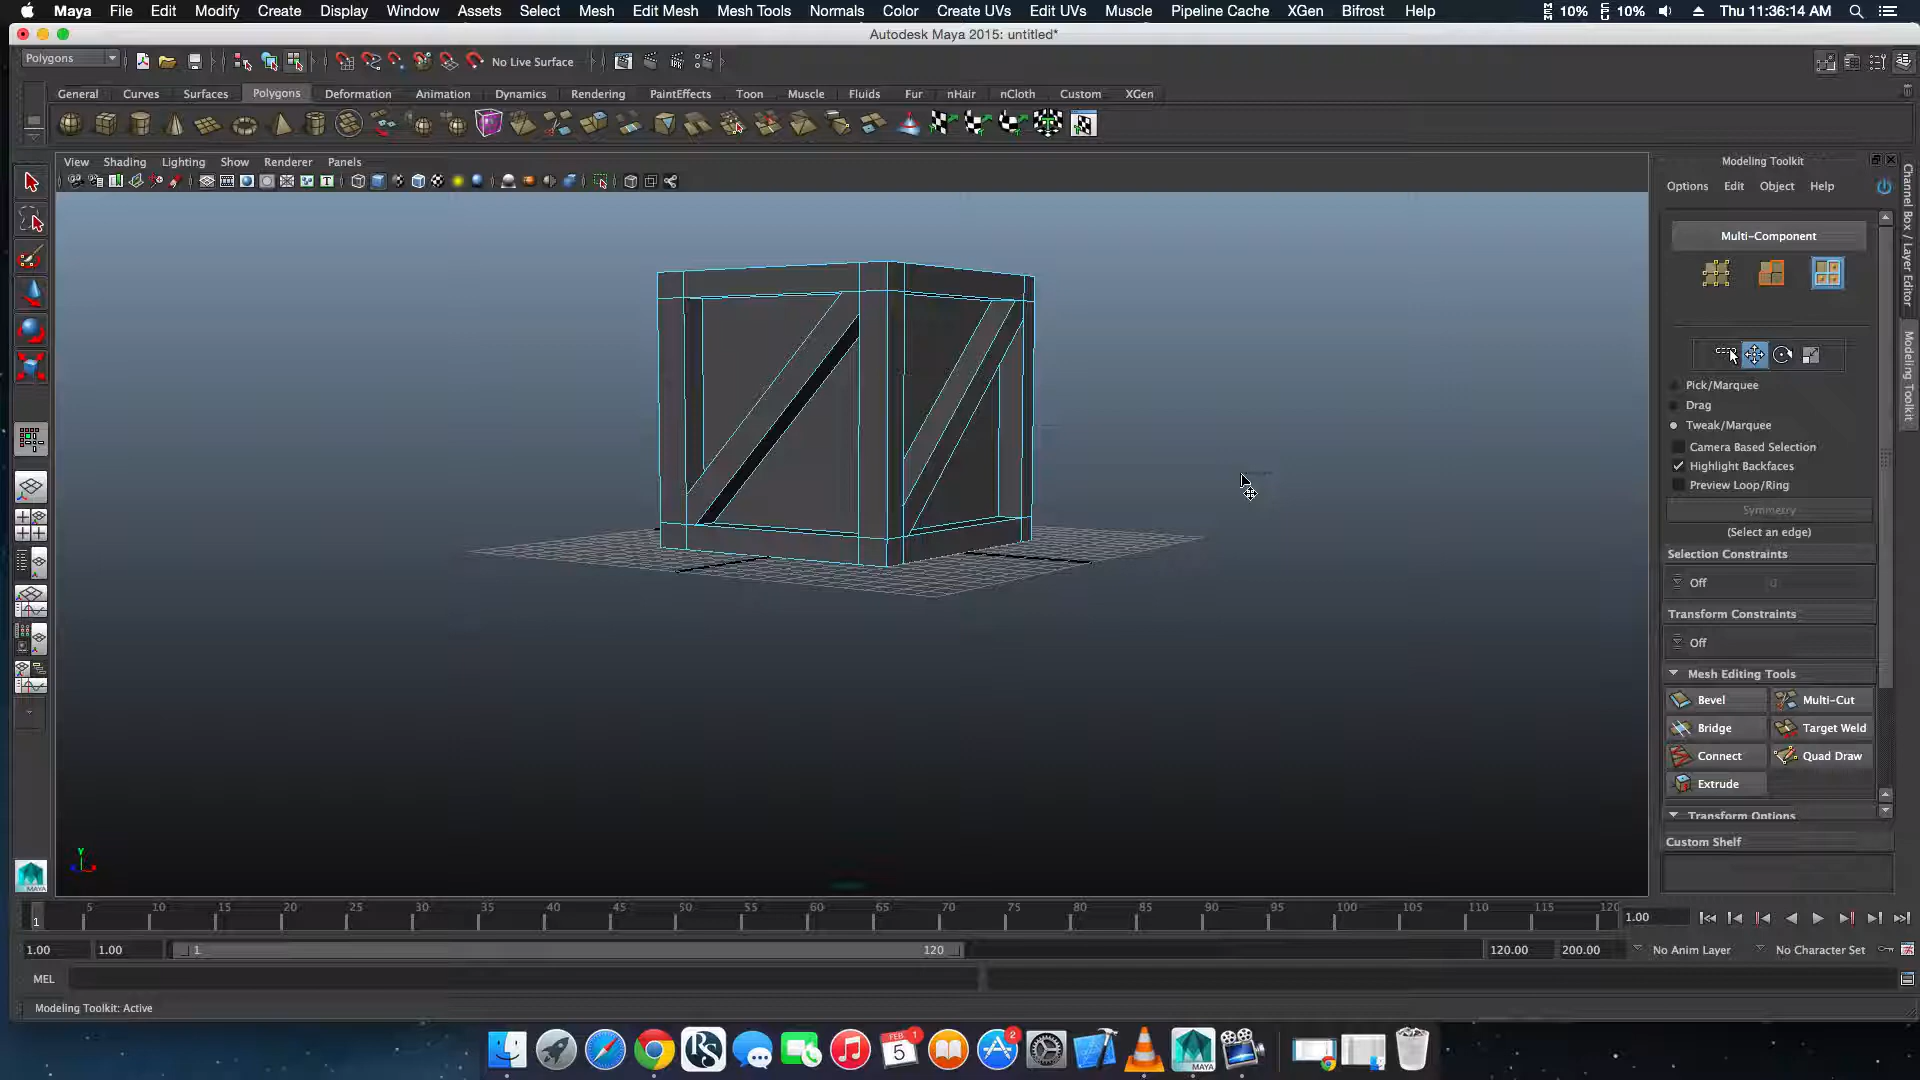 Maya File Edit Modify Create Display Window Assets Select Mesh Edit Mesh Mesh Tools Normals Color Create UVs Edit UVs Muscle Pipeline Cache XGen Bifrost Help 10% 10% Thu 11:36:14 AM
Autodesk Maya 2015: untitled*
Polygons No Live Surface
General Curves Surfaces Polygons Deformation Animation Dynamics Rendering PaintEffects Toon Muscle Fluids Fur nHair nCloth Custom XGen
View Shading Lighting Show Renderer Panels
Modeling Toolkit
Options Edit Object Help
Channel Box / Layer Editor
Modeling Toolkit
Multi-Component
Pick/Marquee
Drag
Tweak/Marquee
Camera Based Selection
Highlight Backfaces
Preview Loop/Ring
Symmetry
(Select an edge)
Selection Constraints
Off
Transform Constraints
Off
Mesh Editing Tools
Bevel Multi-Cut
Bridge Target Weld
Connect Quad Draw
Extrude
Transform Options
Custom Shelf
Y
MAYA
1 5 10 15 20 25 30 35 40 45 50 55 60 65 70 75 80 85 90 95 100 105 110 115 120 1.00
1.00 1.00 1 120 120.00 200.00 No Anim Layer No Character Set
MEL
Modeling Toolkit: Active
FEB 5 1 2
MAYA